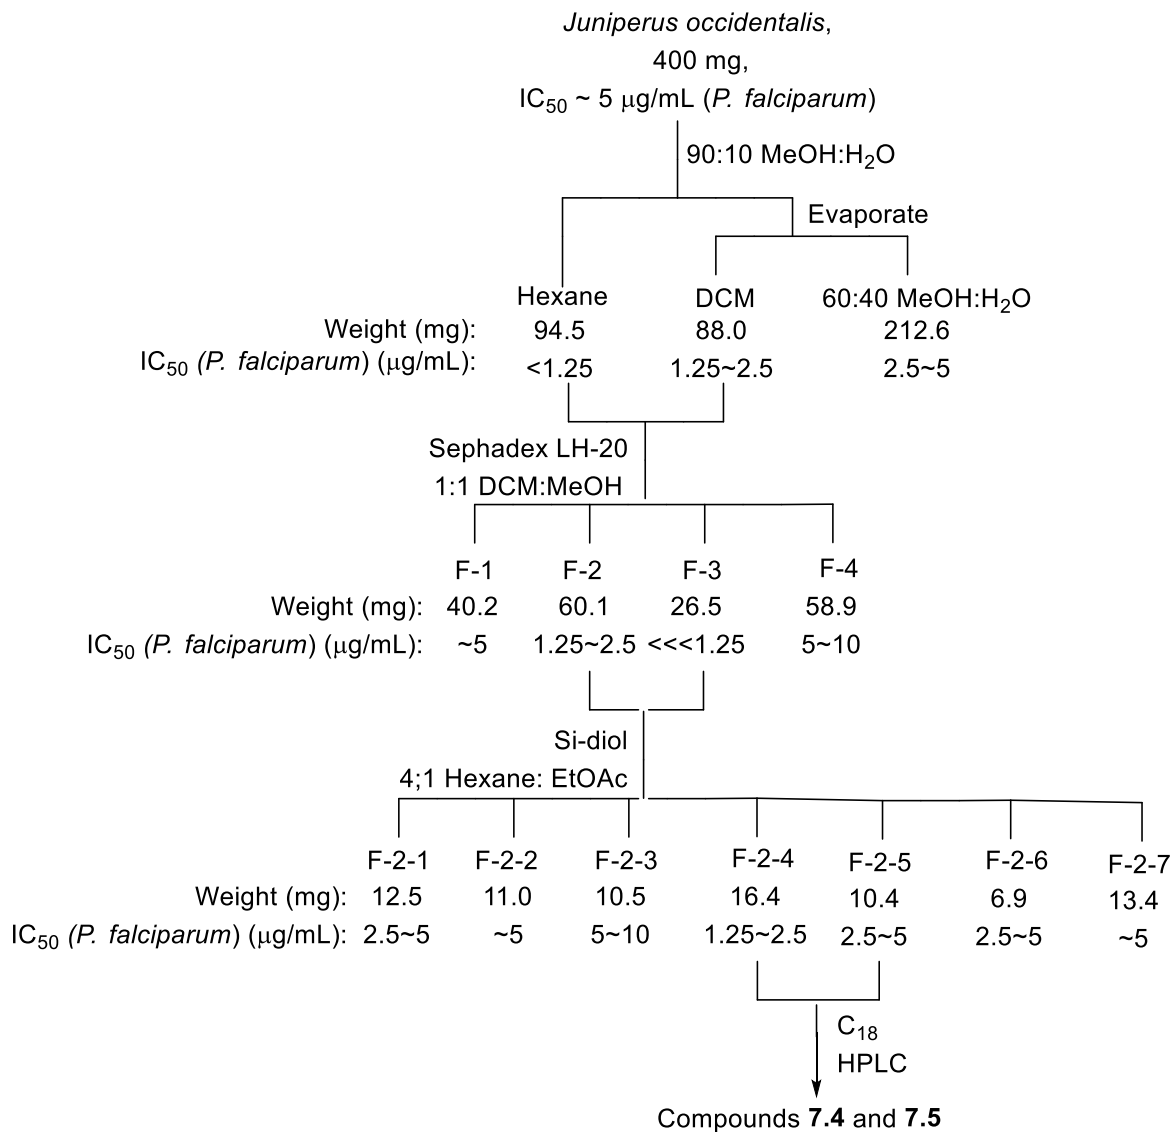 Juniperus occidentalis,
400 mg,
IC50 ~ 5 μg/mL (P. falciparum)
90:10 MeOH:H2O
Evaporate
Hexane DCM 60:40 MeOH:H2O
Weight (mg): 94.5 88.0 212.6
IC50 (P. falciparum) (μg/mL): <1.25 1.25~2.5 2.5~5
Sephadex LH-20
1:1 DCM:MeOH
F-1 F-2 F-3 F-4
Weight (mg): 40.2 60.1 26.5 58.9
IC50 (P. falciparum) (μg/mL): ~5 1.25~2.5 <<<1.25 5~10
Si-diol
4;1 Hexane: EtOAc
F-2-1 F-2-2 F-2-3 F-2-4 F-2-5 F-2-6 F-2-7
Weight (mg): 12.5 11.0 10.5 16.4 10.4 6.9 13.4
IC50 (P. falciparum) (μg/mL): 2.5~5 ~5 5~10 1.25~2.5 2.5~5 2.5~5 ~5
C18
HPLC
Compounds 7.4 and 7.5